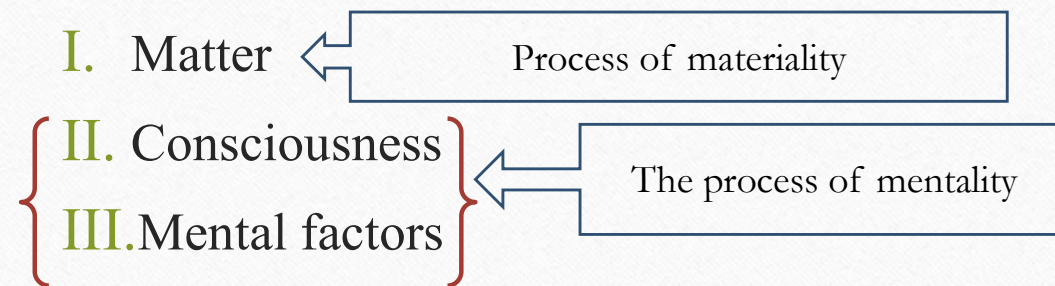 I. Matter
Process of materiality
II. Consciousness
The process of mentality
III.Mental factors